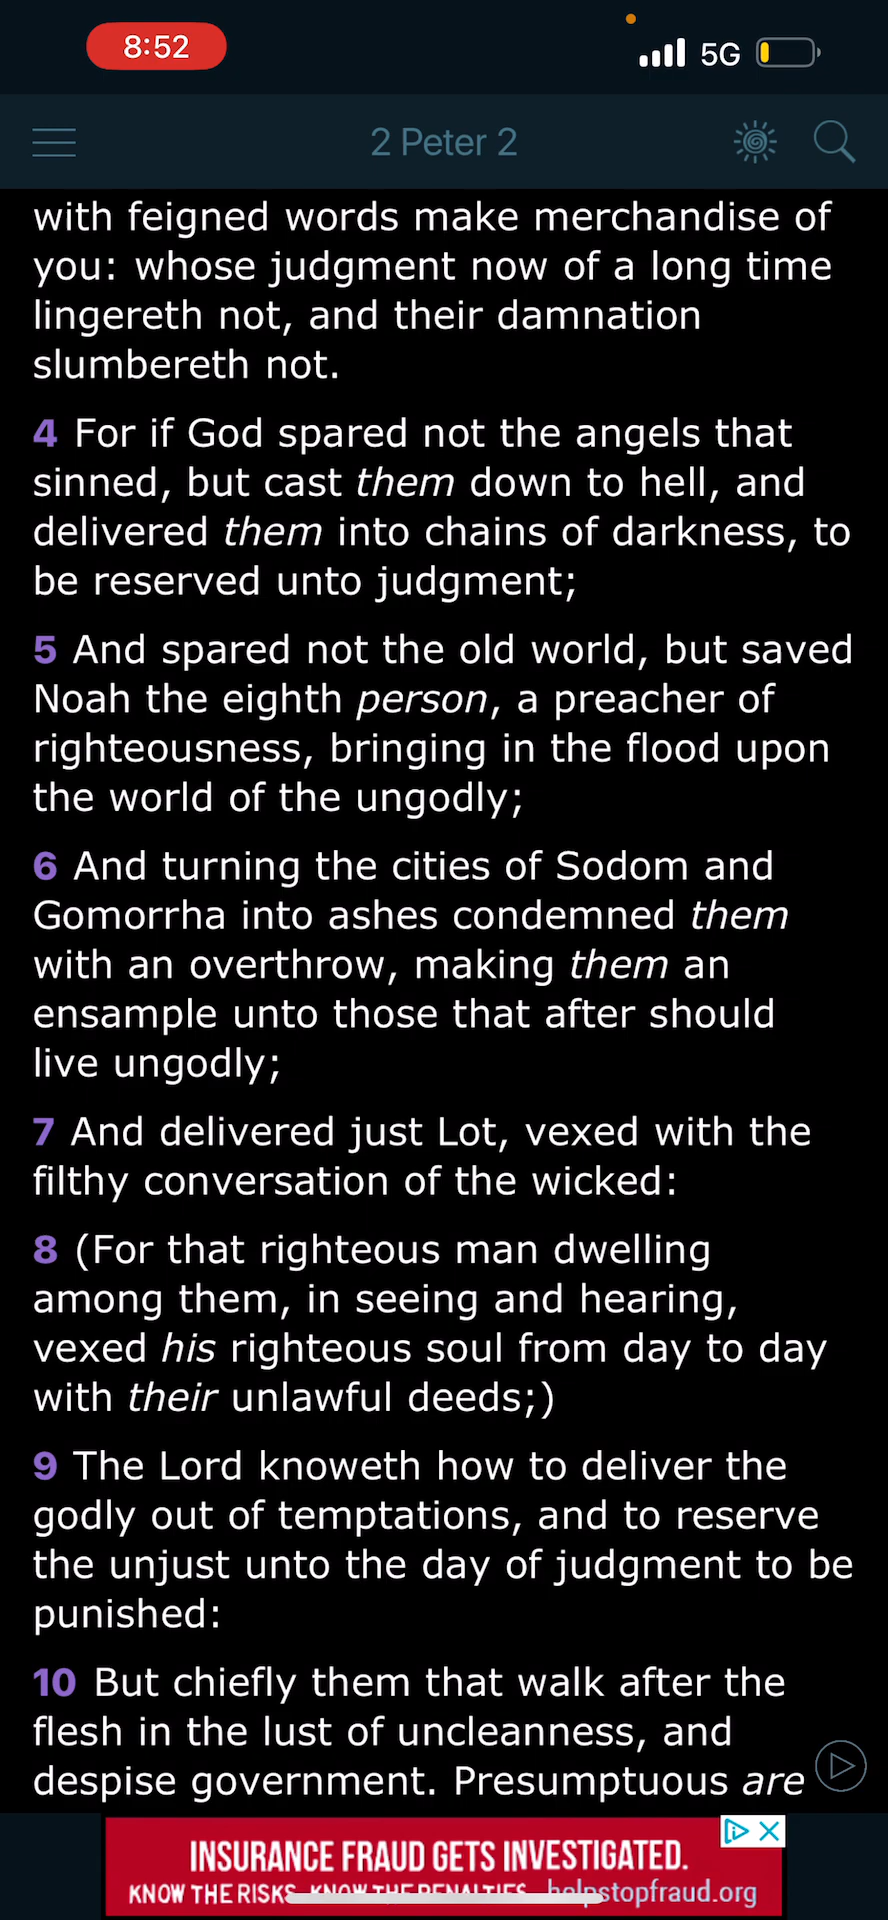 8:52
5G
2 Peter 2
with feigned words make merchandise of
you: whose judgment now of a long time
lingereth not, and their damnation
slumbereth not.
4 For if God spared not the angels that
sinned, but cast them down to hell, and
delivered them into chains of darkness, to
be reserved unto judgment;
5 And spared not the old world, but saved
Noah the eighth person, a preacher of
righteousness, bringing in the flood upon
the world of the ungodly;
6 And turning the cities of Sodom and
Gomorrha into ashes condemned them
with an overthrow, making them an
ensample unto those that after should
live ungodly;
7 And delivered just Lot, vexed with the
filthy conversation of the wicked:
8 (For that righteous man dwelling
among them, in seeing and hearing,
vexed his righteous soul from day to day
with their unlawful deeds;)
9 The Lord knoweth how to deliver the
godly out of temptations, and to reserve
the unjust unto the day of judgment to be
punished:
10 But chiefly them that walk after the
flesh in the lust of uncleanness, and
despise government. Presumptuous are
INSURANCE FRAUD GETS INVESTIGATED.
KNOW THE RISKS. KNOW THE PENALTIES. helpstopfraud.org